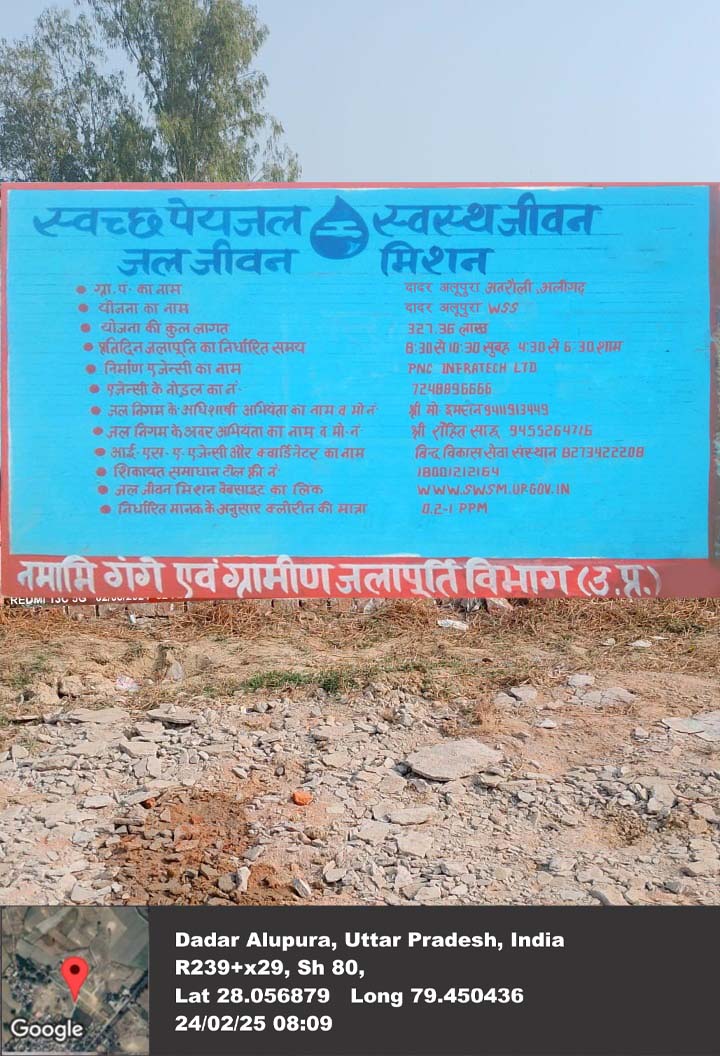 स्वच्छ पेयजल स्वस्थ जीवन
जल जीवन मिशन
ग्रा.पं. का नाम दादर अलूपुरा अतरौली, अलीगढ़
योजना का नाम दादर अलूपुरा WSS
योजना की कुल लागत 327.36 लाख
प्रतिदिन जलापूर्ति का निर्धारित समय 8:30 से 10:30 सुबह 4:30 से 6:30 शाम
निर्माण एजेन्सी का नाम PNC INFRATECH LTD
एजेन्सी के नोडल का नं. 7248896666
जल निगम के अधिशाषी अभियंता का नाम व मो.नं. श्री मो. इमरान 9411913449
जल निगम के अवर अभियंता का नाम व मो.नं. श्री रोहित साहू 9455264716
आई.एस.ए. एजेन्सी और क्वार्डिनेटर का नाम बिन्द विकास सेवा संस्थान 8273422208
शिकायत समाधान टोल फ्री नं. 18001212164
जल जीवन मिशन वेबसाइट का लिंक WWW.SWSM.UP.GOV.IN
निर्धारित मानक के अनुसार क्लोरीन की मात्रा 0.2-1 PPM
नमामि गंगे एवं ग्रामीण जलापूर्ति विभाग (उ.प्र.)
REDMI 13C 5G
Dadar Alupura, Uttar Pradesh, India
R239+x29, Sh 80,
Lat 28.056879 Long 79.450436
24/02/25 08:09
Google